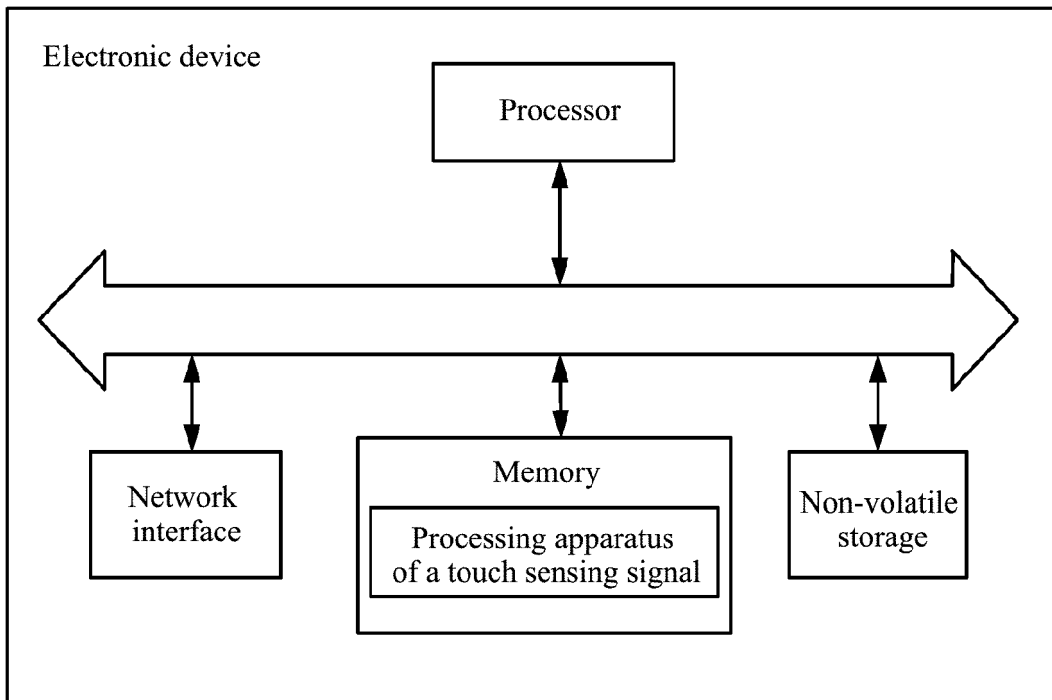 Electronic device
Processor
Network
interface
Memory
Processing apparatus
of a touch sensing signal
Non-volatile
storage